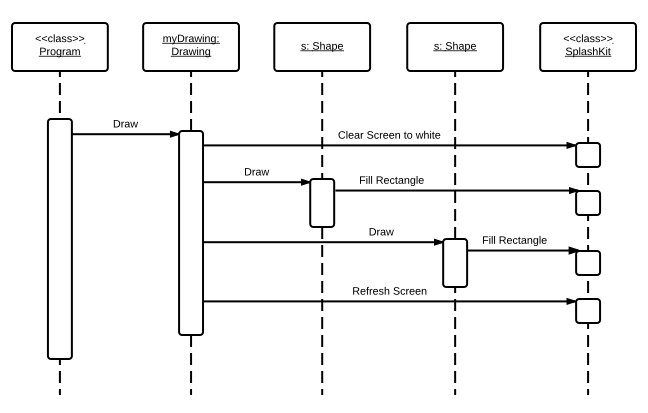 <<class>>
Program
myDrawing:
Drawing
s: Shape
s: Shape
<<class>>
SplashKit
Draw
Clear Screen to white
Draw
Fill Rectangle
Draw
Fill Rectangle
Refresh Screen